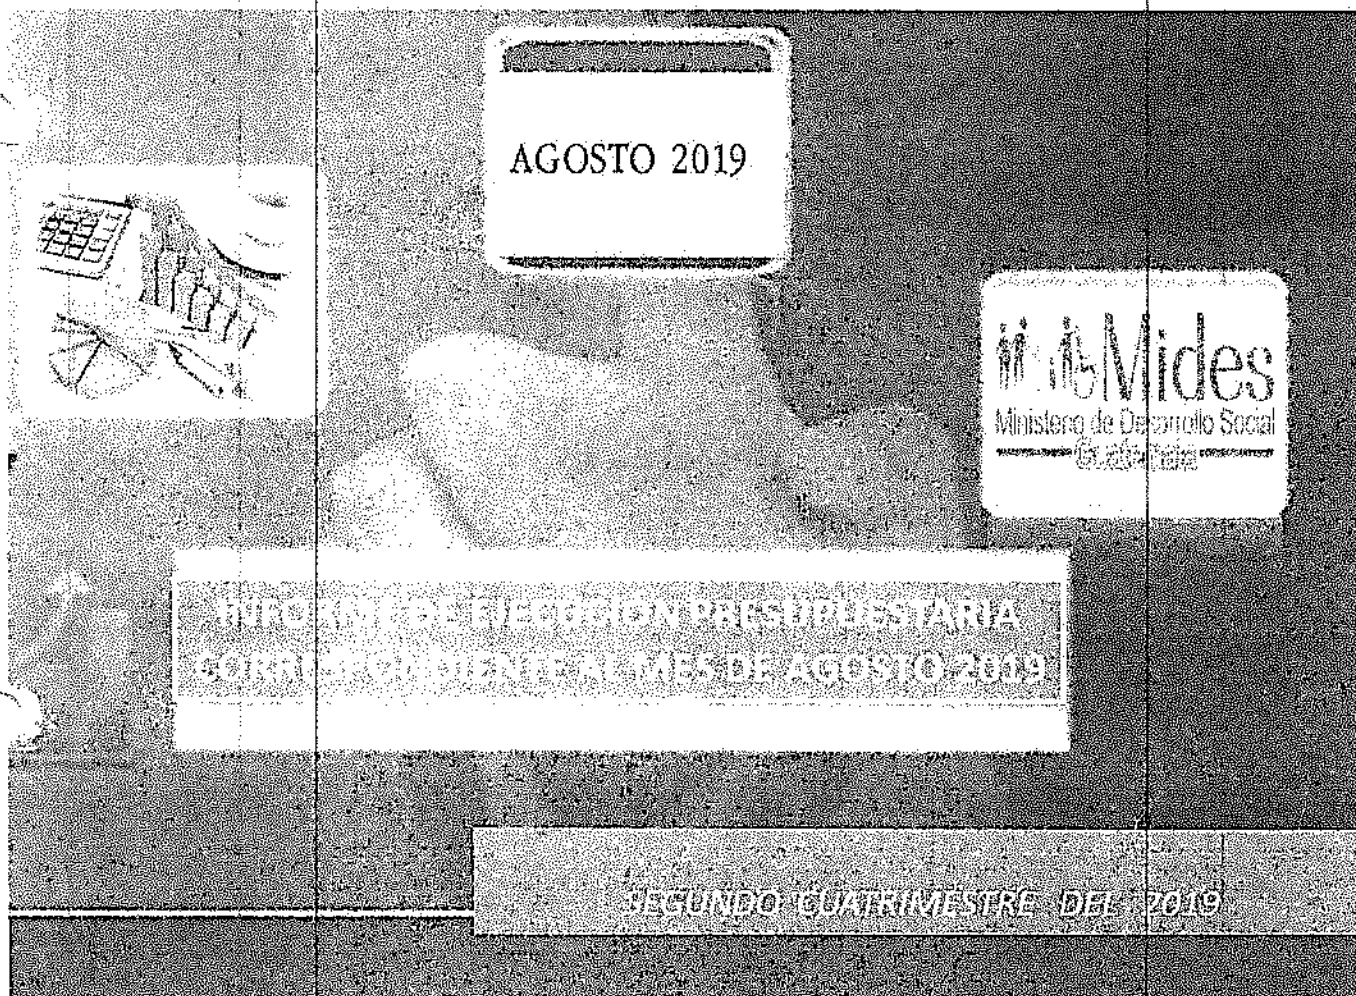 AGOSTO 2019
Mides
Ministerio de Desarrollo Social
Guatemala
INFORME DE EJECUCIÓN PRESUPUESTARIA
CORRESPONDIENTE AL MES DE AGOSTO 2019
SEGUNDO CUATRIMESTRE DEL 2019